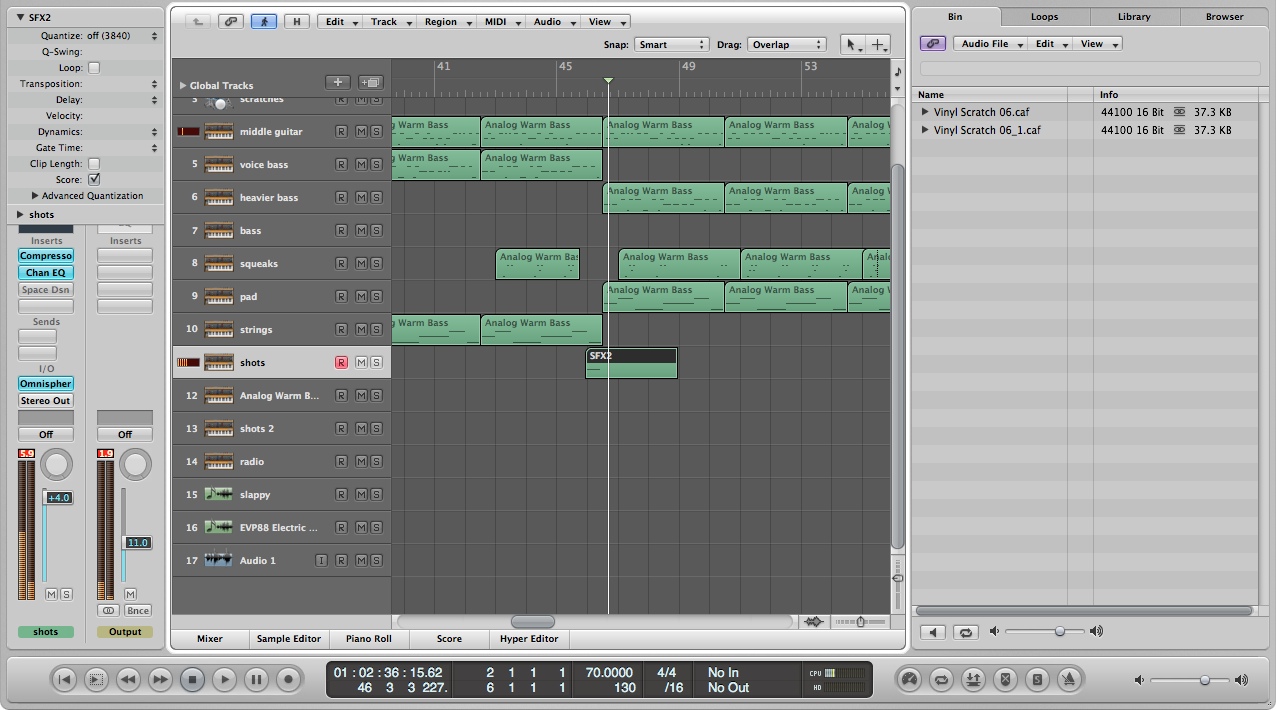 SFX2
Quantize: off (3840)
Q-Swing:
Loop:
Transposition:
Delay:
Velocity:
Dynamics:
Gate Time:
Clip Length:
Score:
Advanced Quantization
shots
Inserts Inserts
Compresso
Chan EQ
Space Dsn
Sends
I/O
Omnispher
Stereo Out
Off Off
5.9 1.9
+4.0
11.0
M S M
Bnce
shots Output
H Edit Track Region MIDI Audio View
Snap: Smart Drag: Overlap
Global Tracks + 41 45 49 53
scratches R M S
middle guitar R M S Warm Bass Analog Warm Bass Analog Warm Bass Analog Warm Bass Analog
5 voice bass R M S Warm Bass Analog Warm Bass
6 heavier bass R M S Analog Warm Bass Analog Warm Bass Analog
7 bass R M S
8 squeaks R M S Analog Warm Bas Analog Warm Bass Analog Warm Bass
9 pad R M S Analog Warm Bass Analog Warm Bass Analog
10 strings R M S Warm Bass Analog Warm Bass
shots R M S SFX2
12 Analog Warm B... R M S
13 shots 2 R M S
14 radio R M S
15 slappy R M S
16 EVP88 Electric ... R M S
17 Audio 1 I R M S
Mixer Sample Editor Piano Roll Score Hyper Editor
Bin Loops Library Browser
Audio File Edit View
Name Info
Vinyl Scratch 06.caf 44100 16 Bit 37.3 KB
Vinyl Scratch 06_1.caf 44100 16 Bit 37.3 KB
01 : 02 : 36 : 15.62 2 1 1 1 70.0000 4/4 No In CPU
46 3 3 227. 6 1 1 1 130 /16 No Out HD
S